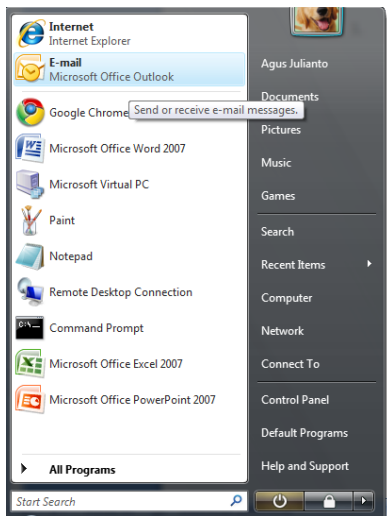 Internet
Internet Explorer
E-mail
Microsoft Office Outlook
Google Chrome
Send or receive e-mail messages.
Microsoft Office Word 2007
Microsoft Virtual PC
Paint
Notepad
Remote Desktop Connection
C:\
Command Prompt
Microsoft Office Excel 2007
Microsoft Office PowerPoint 2007
All Programs
Start Search
Agus Julianto
Documents
Pictures
Music
Games
Search
Recent Items
Computer
Network
Connect To
Control Panel
Default Programs
Help and Support